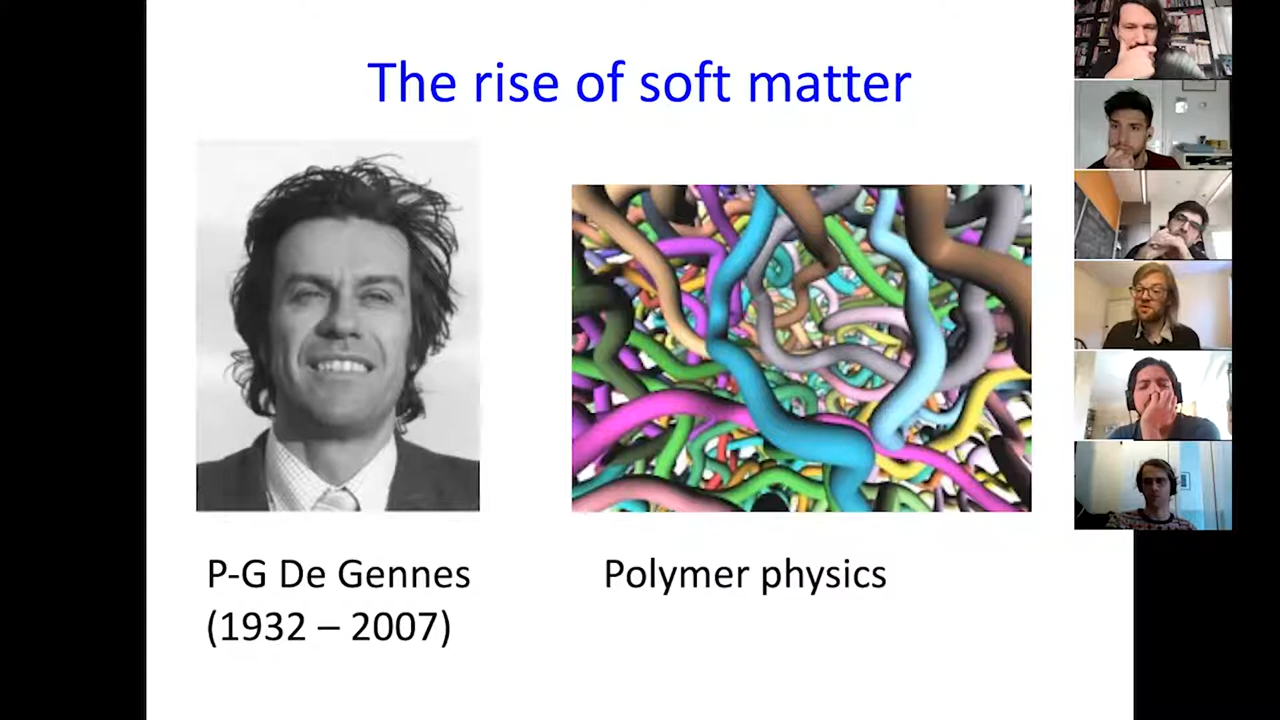 The rise of soft matter
P-G De Gennes
(1932 – 2007)
Polymer physics